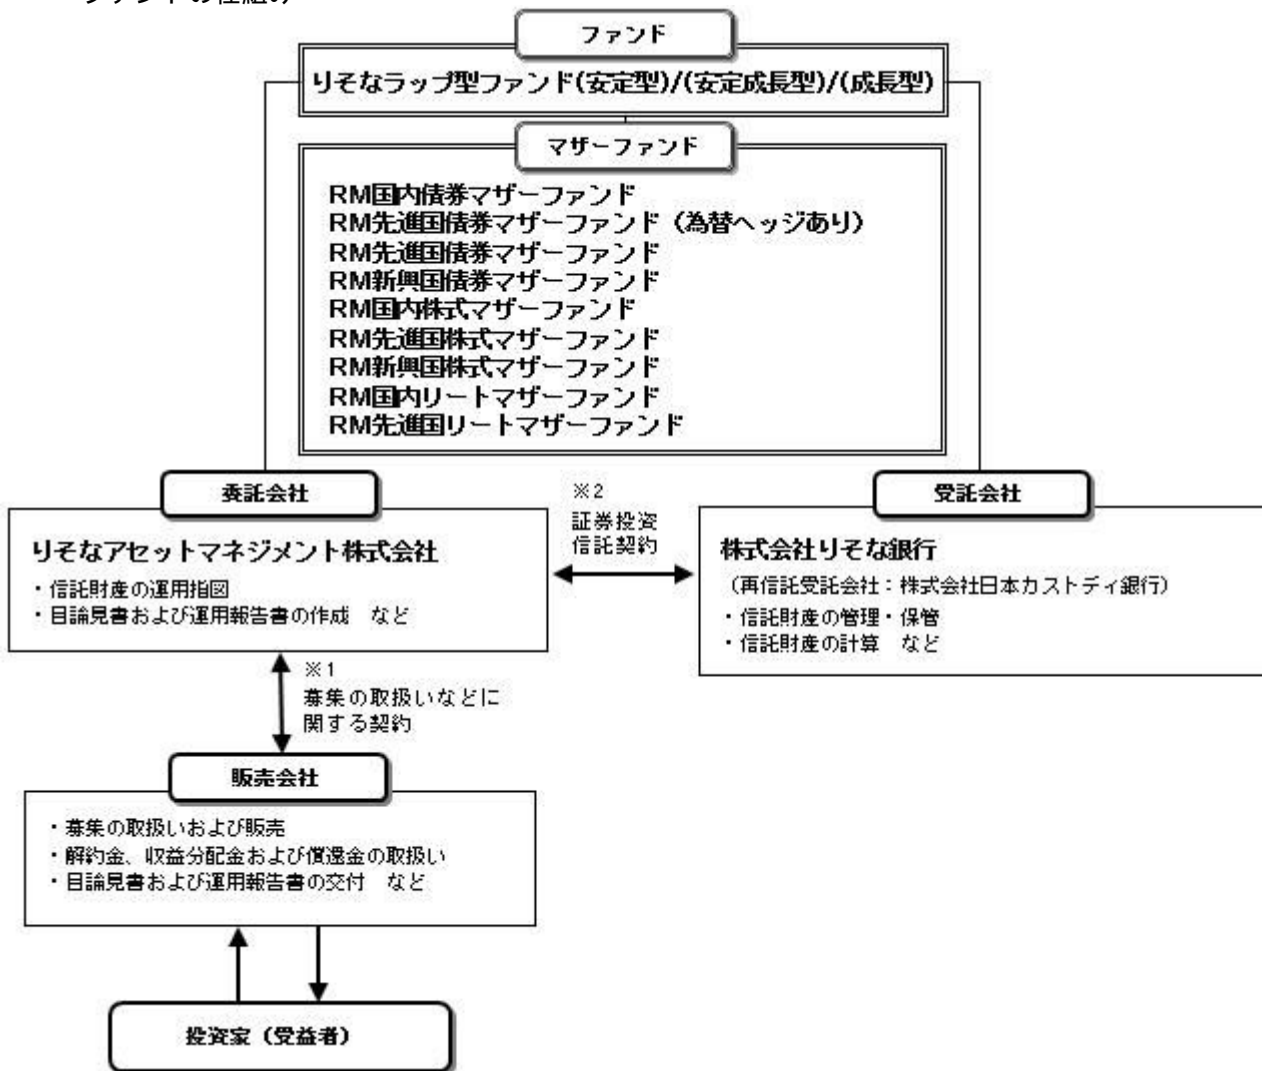 ファンドの仕組み
ファンド
りそなラップ型ファンド(安定型)/(安定成長型)/(成長型)
マザーファンド
RM国内債券マザーファンド
RM先進国債券マザーファンド（為替ヘッジあり）
RM先進国債券マザーファンド
RM新興国債券マザーファンド
RM国内株式マザーファンド
RM先進国株式マザーファンド
RM新興国株式マザーファンド
RM国内リートマザーファンド
RM先進国リートマザーファンド
委託会社
りそなアセットマネジメント株式会社
・信託財産の運用指図
・目論見書および運用報告書の作成　など
※2
証券投資
信託契約
受託会社
株式会社りそな銀行
（再信託受託会社：株式会社日本カストディ銀行）
・信託財産の管理・保管
・信託財産の計算　など
※1
募集の取扱いなどに
関する契約
販売会社
・募集の取扱いおよび販売
・解約金、収益分配金および償還金の取扱い
・目論見書および運用報告書の交付　など
投資家（受益者）